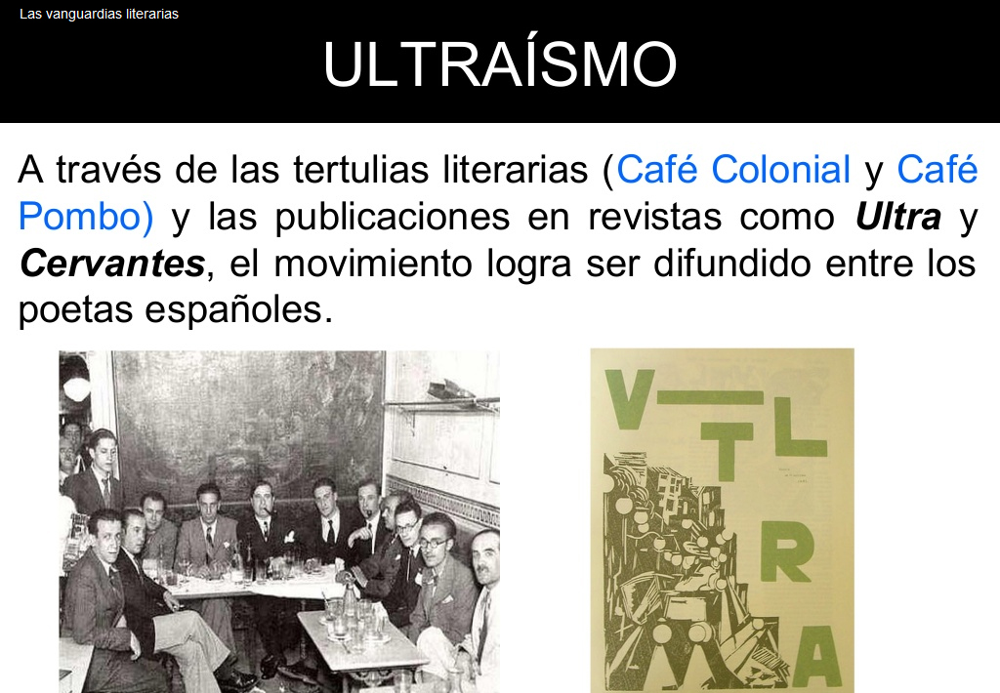 Las vanguardias literarias
ULTRAÍSMO
A través de las tertulias literarias (Café Colonial y Café
Pombo) y las publicaciones en revistas como Ultra y
Cervantes, el movimiento logra ser difundido entre los
poetas españoles.
V
L
T
R
A